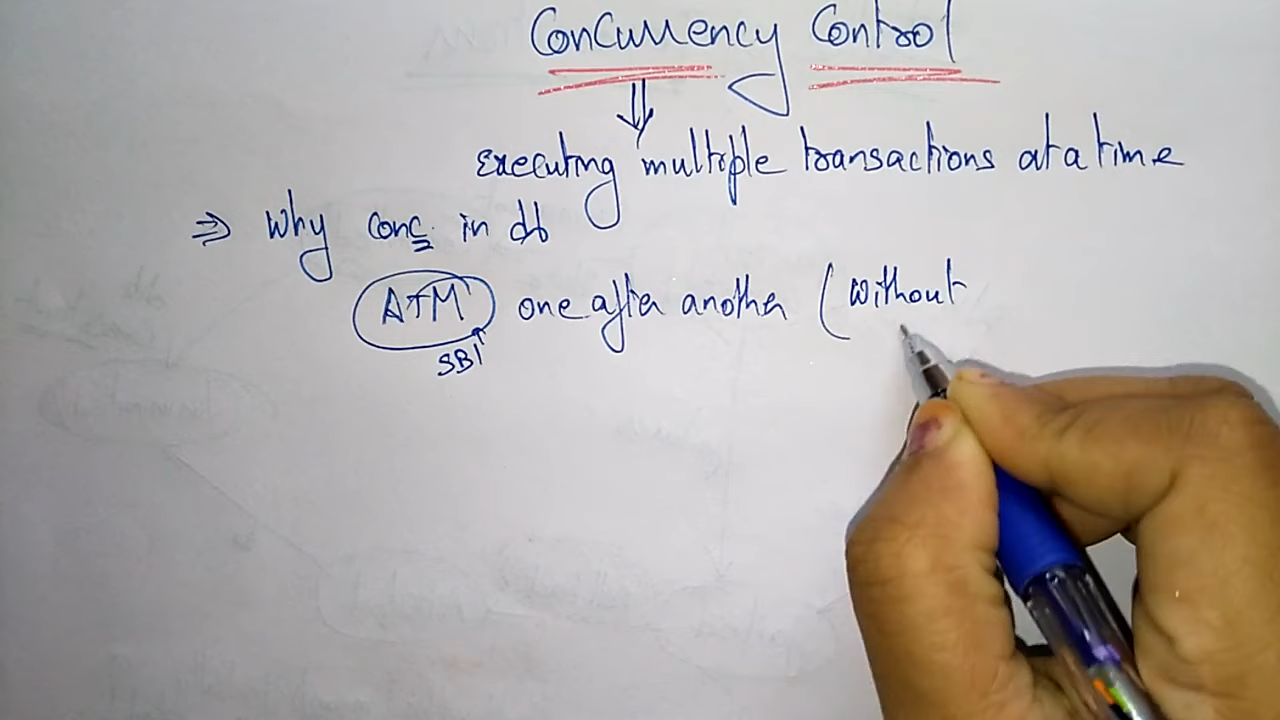 Concurrency Control
Executing multiple transactions at a time
⇒ Why conc in db
ATM one after another (without
SBI